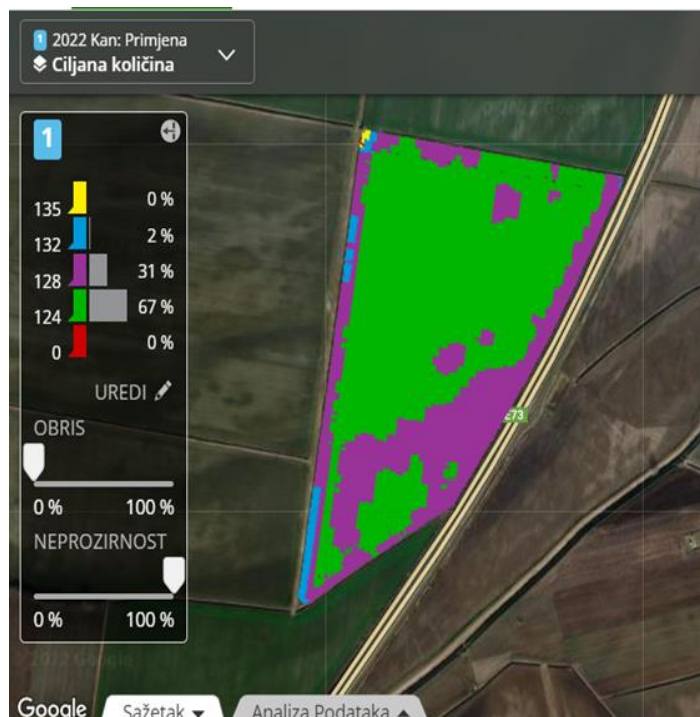 1 2022 Kan: Primjena
Ciljana količina
1
135 0 %
132 2 %
128 31 %
124 67 %
0 0 %
UREDI
OBRIS
0 % 100 %
NEPROZIRNOST
0 % 100 %
E73
Google
Sažetak
Analiza Podataka